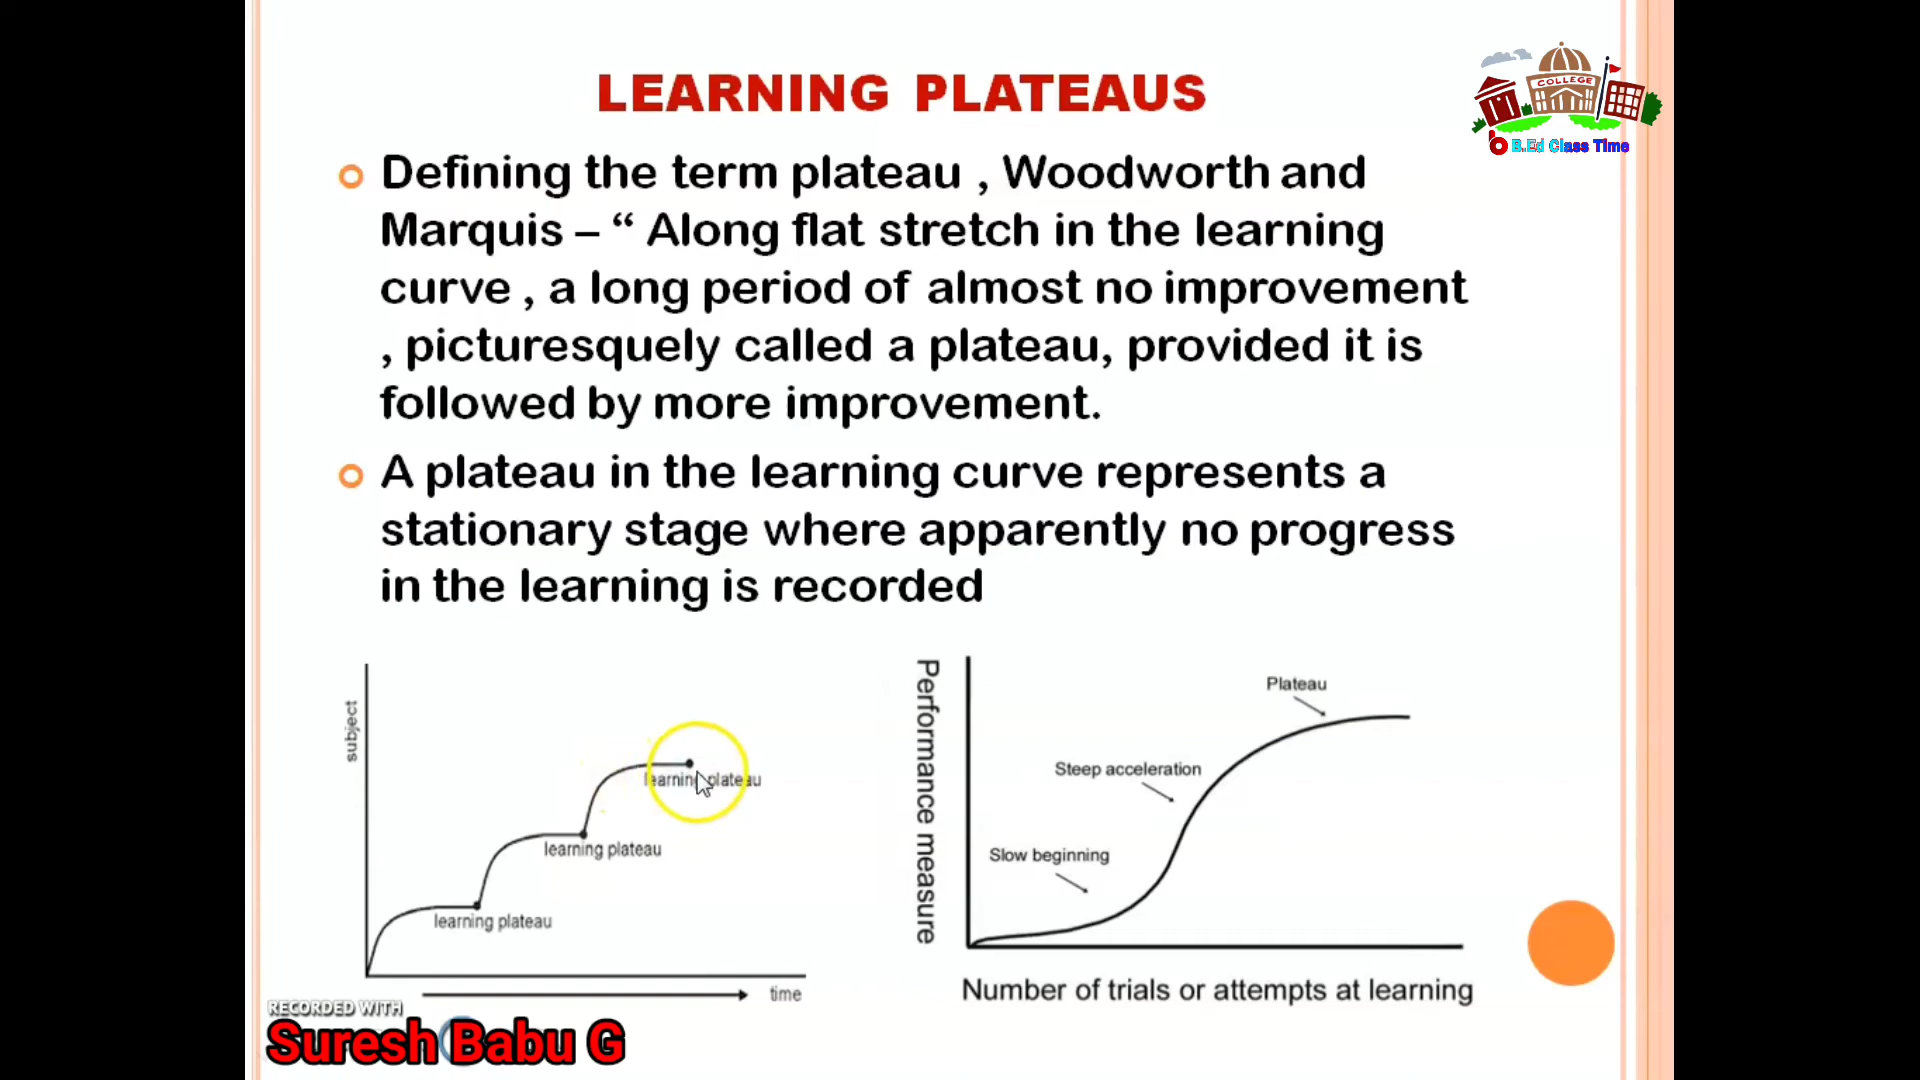 LEARNING PLATEAUS
COLLEGE
B.Ed Class Time
Defining the term plateau , Woodworth and
Marquis – “ Along flat stretch in the learning
curve , a long period of almost no improvement
, picturesquely called a plateau, provided it is
followed by more improvement.
A plateau in the learning curve represents a
stationary stage where apparently no progress
in the learning is recorded
subject
learning plateau
learning plateau
learning plateau
time
Performance measure
Plateau
Steep acceleration
Slow beginning
Number of trials or attempts at learning
RECORDED WITH
Suresh Babu G